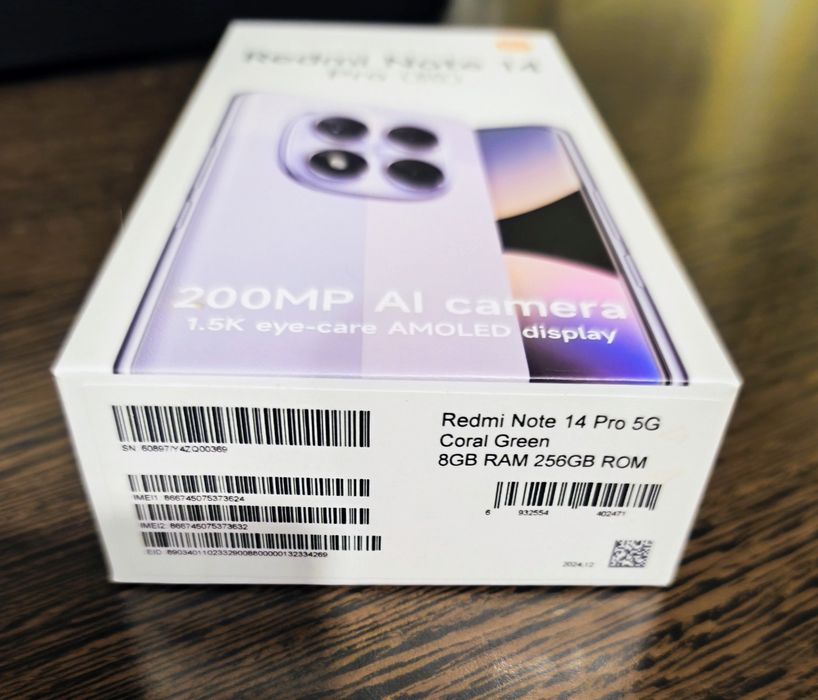 Redmi Note 14
Pro (5G)
200MP AI camera
1.5K eye-care AMOLED display
SN: 60897/Y4ZQ00369
Redmi Note 14 Pro 5G
Coral Green
8GB RAM 256GB ROM
IMEI1: 866745075373624
IMEI2: 866745075373632
EID: 89034011023329008800000132334269
6 932554 402471
2024.12